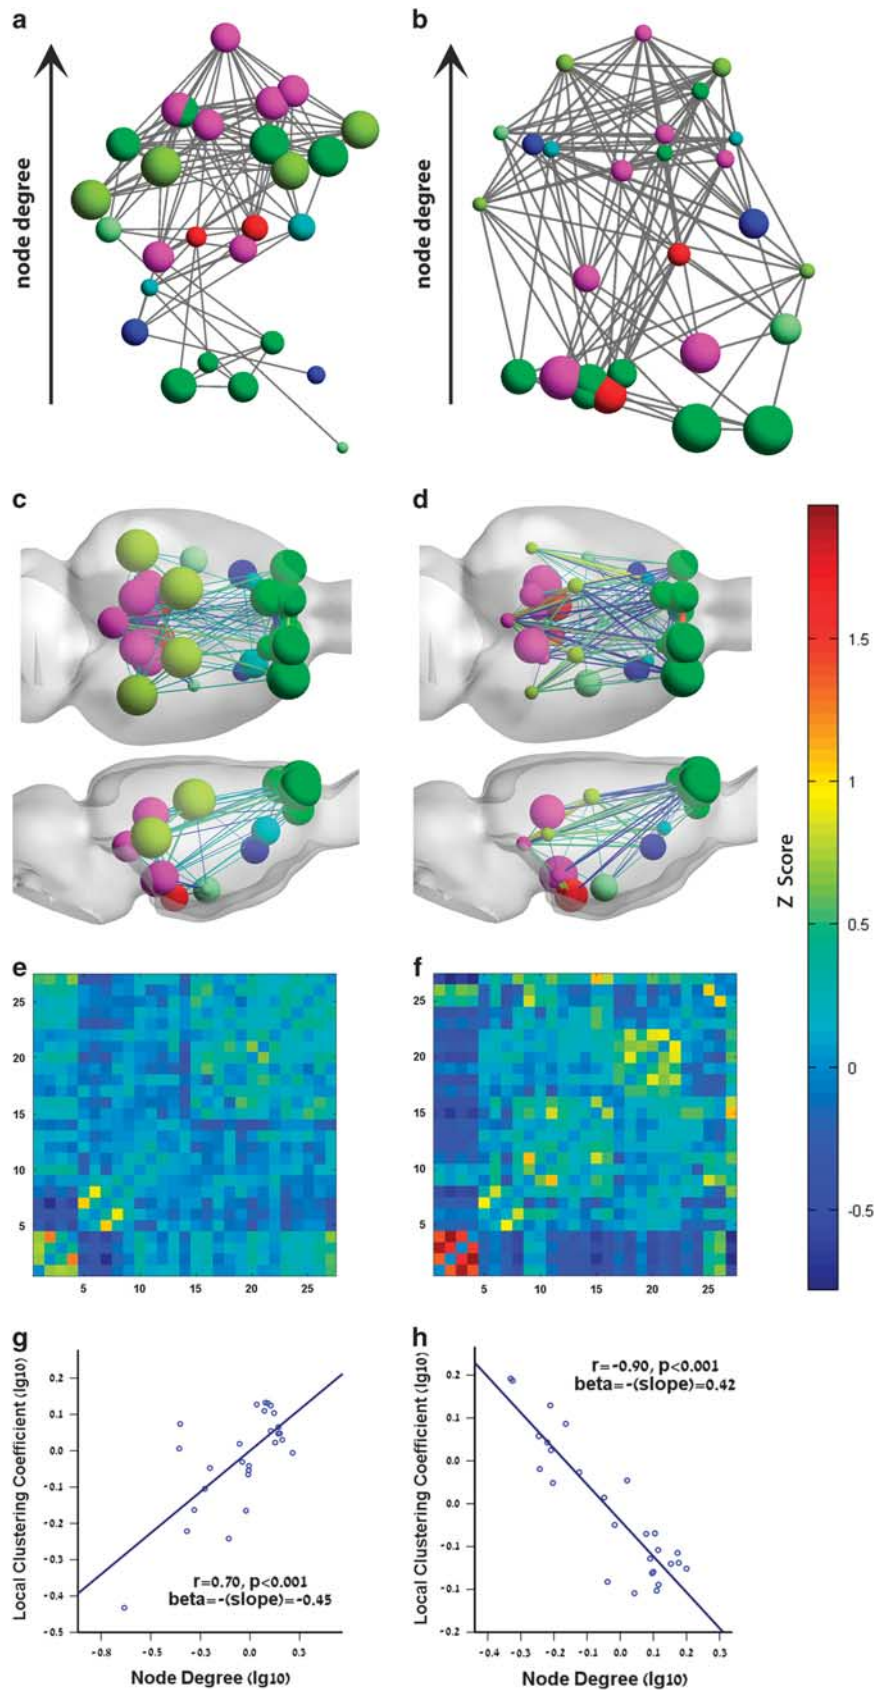 a
b
node degree
node degree
c
d
1.5
1
0.5
0
-0.5
Z Score
e
f
25
20
15
10
5
5 10 15 20 25
25
20
15
10
5
5 10 15 20 25
g
h
Local Clustering Coefficient (lg10)
0.2
0.1
0.0
-0.1
-0.2
-0.3
-0.4
-0.5
r=0.70, p<0.001
beta=-(slope)=-0.45
-0.8 -0.5 -0.3 0.0 0.3
Node Degree (lg10)
Local Clustering Coefficient (lg10)
0.2
0.1
0.0
0.0
-0.1
-0.1
-0.2
r=-0.90, p<0.001
beta=-(slope)=0.42
-0.4 -0.3 -0.1 0.0 0.1 0.2 0.3
Node Degree (lg10)